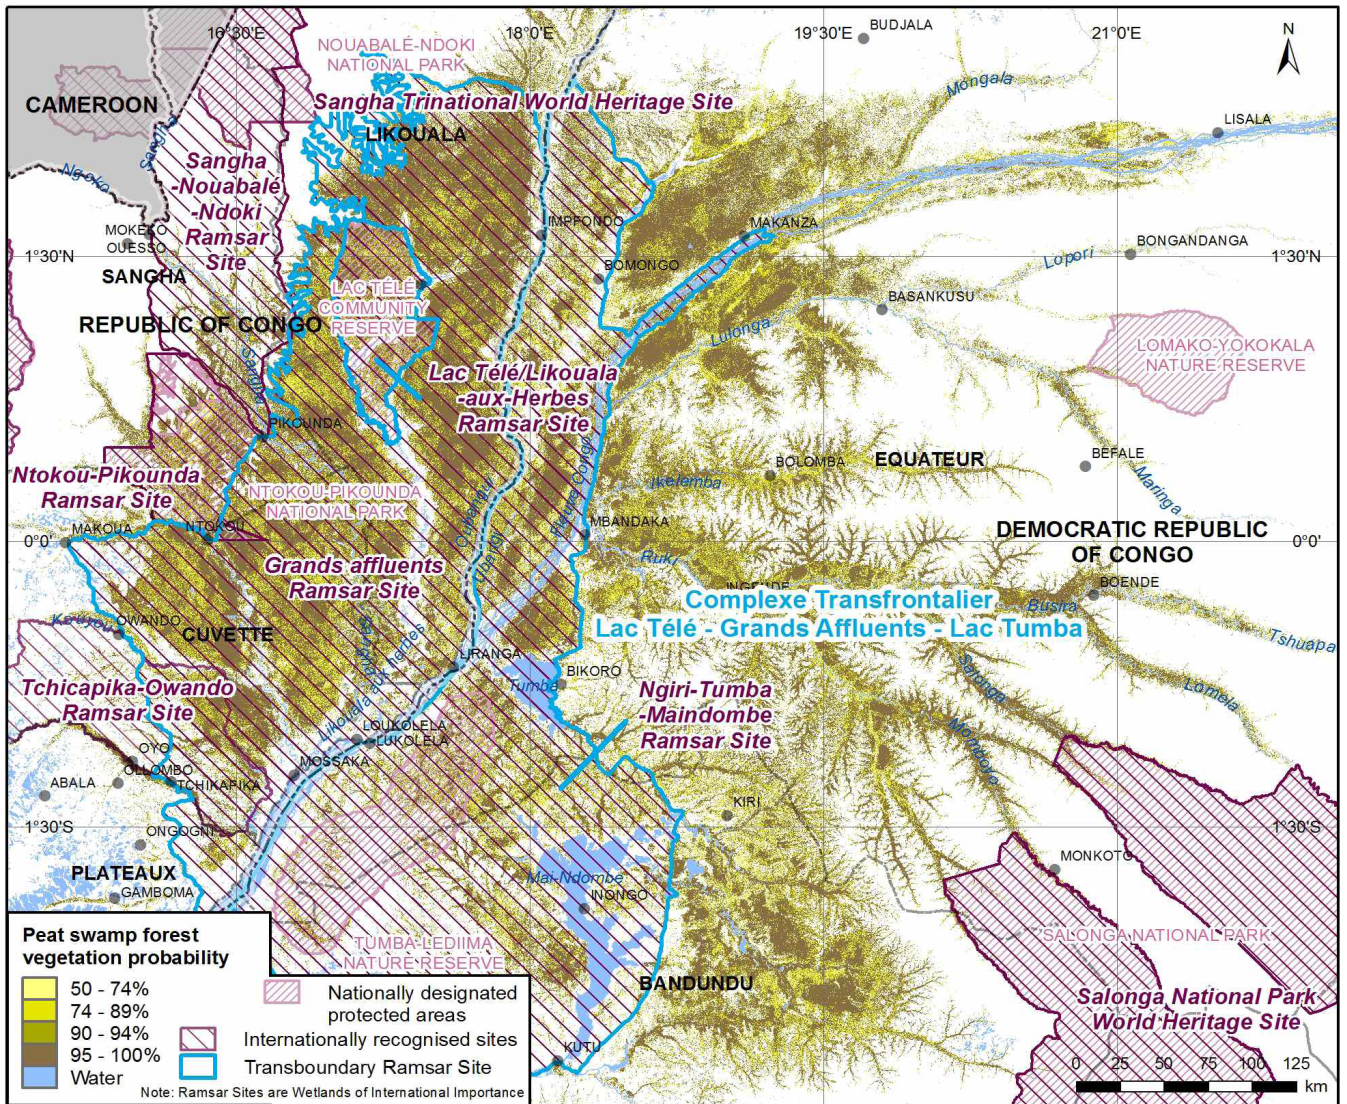 16°30'E
18°0'E
19°30'E
21°0'E
N
BUDJALA
NOUABALÉ-NDOKI
NATIONAL PARK
CAMEROON
Sangha Trinational World Heritage Site
LIKOUALA
Mongala
LISALA
Sangha
Ngoko
Sangha
-Nouabalé
-Ndoki
Ramsar
Site
MOKEKO
OUESSO
IMPFONDO
MAKANZA
BONGANDANGA
1°30'N
1°30'N
SANGHA
BOMONGO
Lopori
LAC TÉLÉ
COMMUNITY
RESERVE
BASANKUSU
REPUBLIC OF CONGO
Lulonga
LOMAKO-YOKOKALA
NATURE RESERVE
Sangha
Lac Télé/Likouala
-aux-Herbes
Ramsar Site
PIKOUNDA
BEFALE
BOLOMBA
EQUATEUR
Ikelemba
Maringa
Ntokou-Pikounda
Ramsar Site
NTOKOU-PIKOUNDA
NATIONAL PARK
Oubangui
Ubangi
MAKOUA
NTOKOU
MBANDAKA
DEMOCRATIC REPUBLIC
OF CONGO
0°0'
0°0'
Ruki
Grands affluents
Ramsar Site
INGENDE
BOENDE
Complexe Transfrontalier
Lac Télé - Grands Affluents - Lac Tumba
Busira
Kouyou
OWANDO
CUVETTE
Tshuapa
Likouala aux herbes
LIRANGA
BIKORO
Tumba
Salonga
Lomela
Tchicapika-Owando
Ramsar Site
Ngiri-Tumba
-Maindombe
Ramsar Site
Momboyo
LOUKOLELA
LUKOLELA
OYO
OLLOMBO
MOSSAKA
ABALA
TCHIKAPIKA
KIRI
1°30'S
ONGOGNI
MONKOTO
PLATEAUX
GAMBOMA
Mai-Ndombe
INONGO
SALONGA NATIONAL PARK
TUMBA-LEDIIMA
NATURE RESERVE
BANDUNDU
Salonga National Park
World Heritage Site
KUTU
Peat swamp forest
vegetation probability
50 - 74%
74 - 89%
90 - 94%
95 - 100%
Water
Nationally designated
protected areas
Internationally recognised sites
Transboundary Ramsar Site
Note: Ramsar Sites are Wetlands of International Importance
0 25 50 75 100 125
km